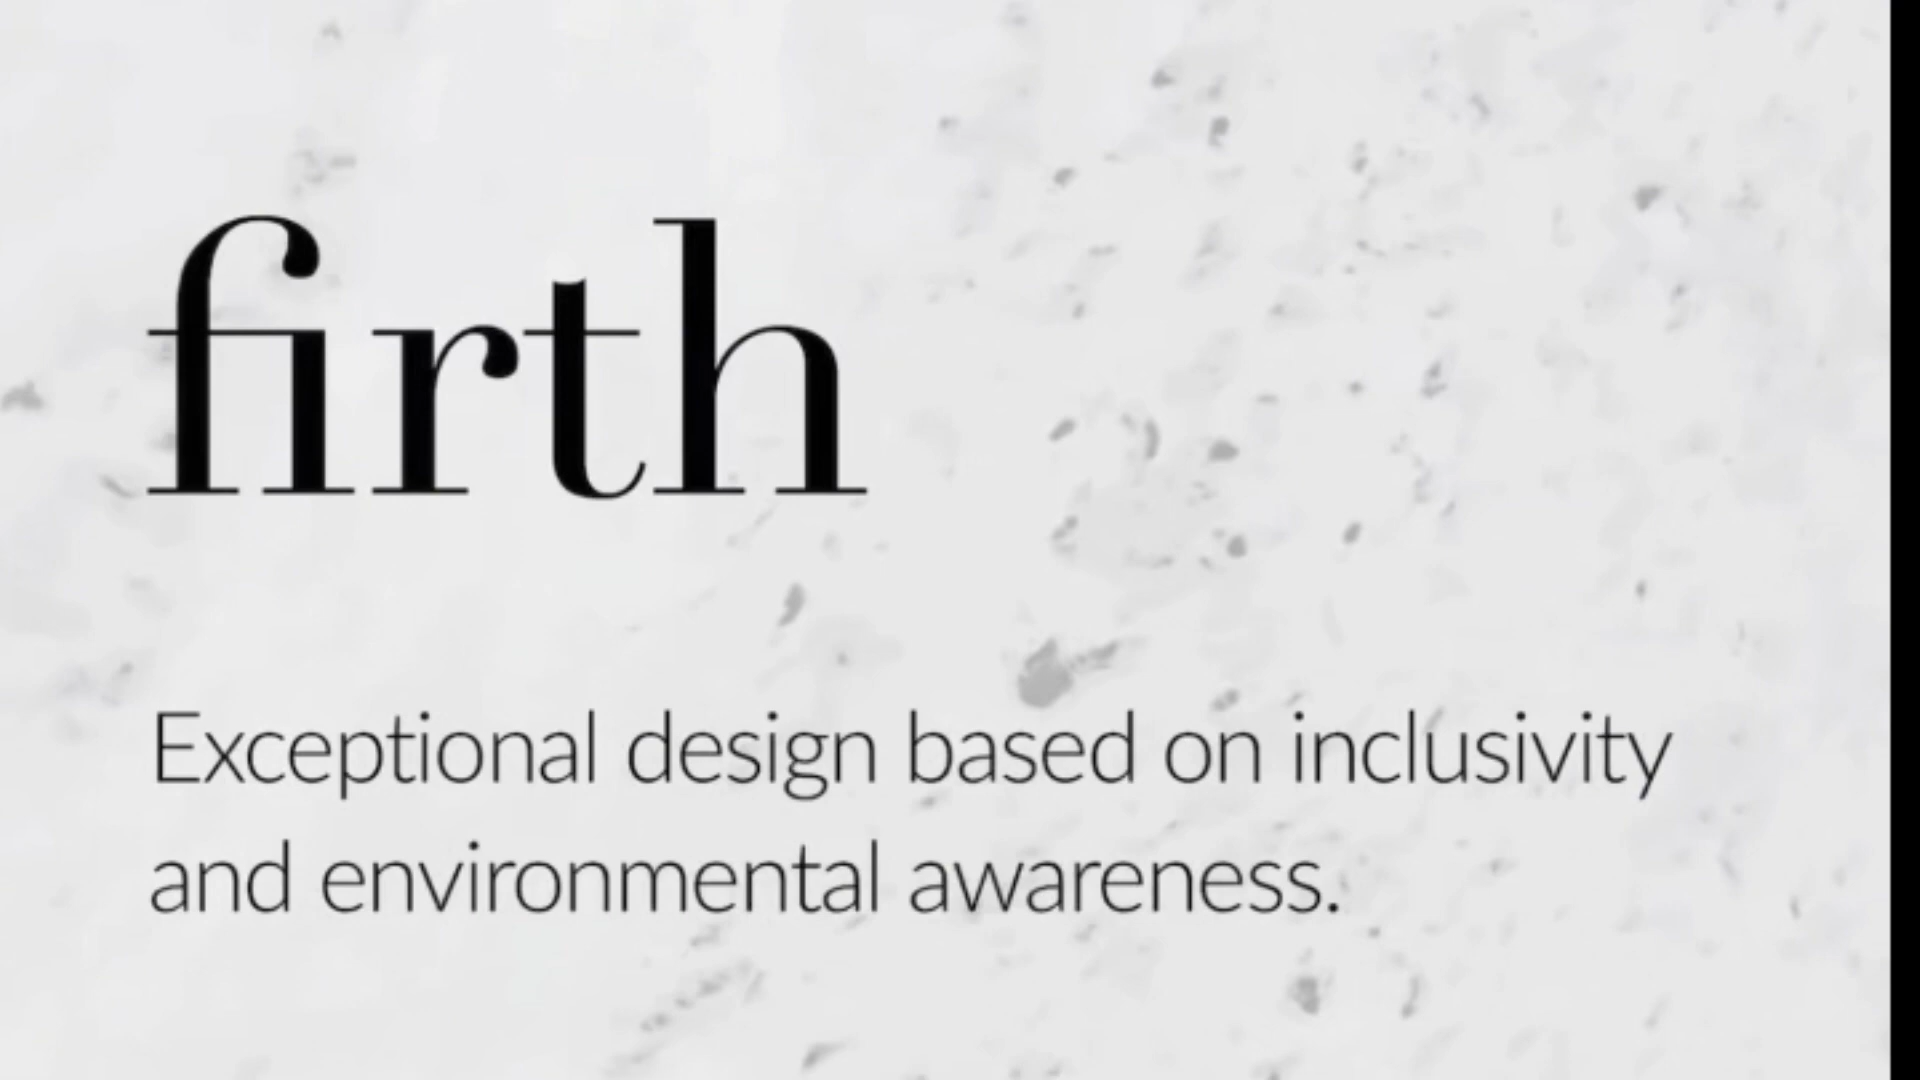 firth
Exceptional design based on inclusivity
and environmental awareness.